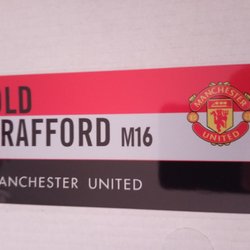 OLD
RAFFORD M16
ANCHESTER UNITED
MANCHESTER
UNITED